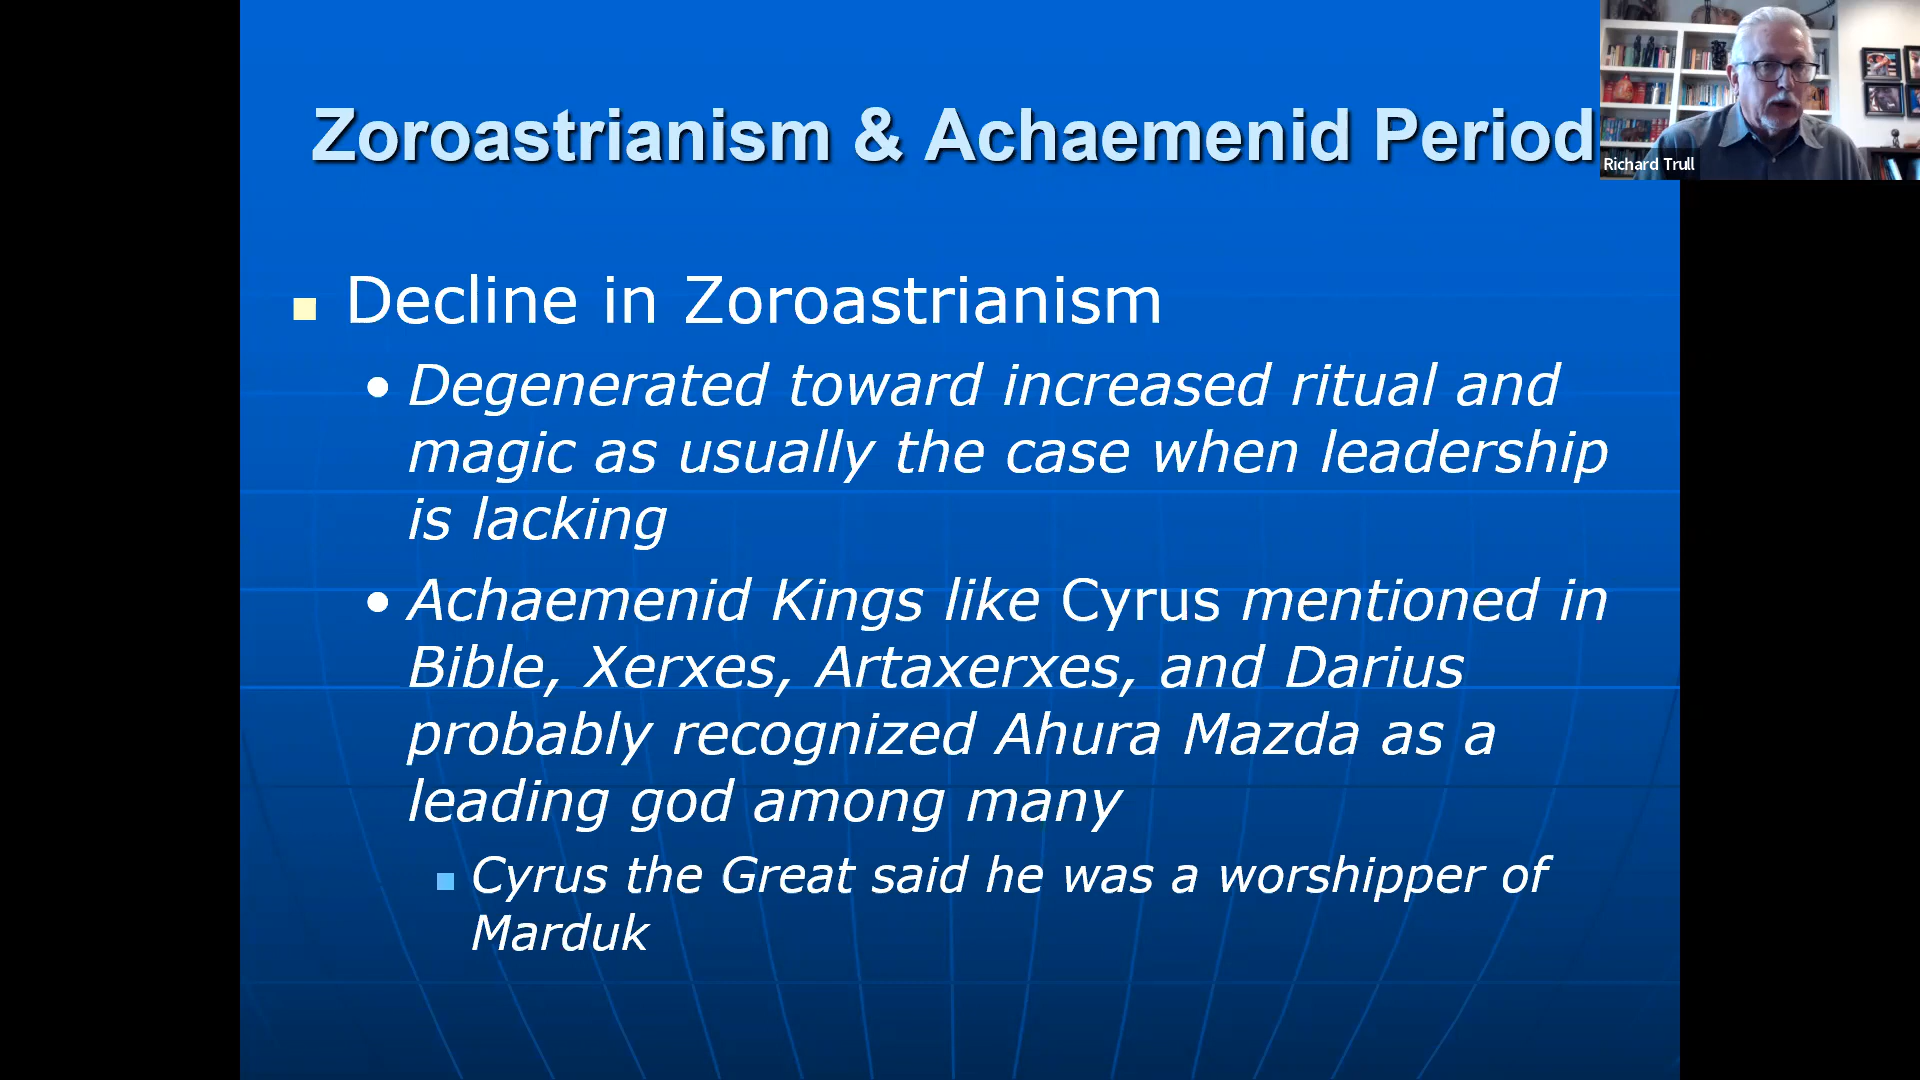 Zoroastrianism & Achaemenid Period
Richard Trull
Decline in Zoroastrianism
Degenerated toward increased ritual and
magic as usually the case when leadership
is lacking
Achaemenid Kings like Cyrus mentioned in
Bible, Xerxes, Artaxerxes, and Darius
probably recognized Ahura Mazda as a
leading god among many
Cyrus the Great said he was a worshipper of
Marduk